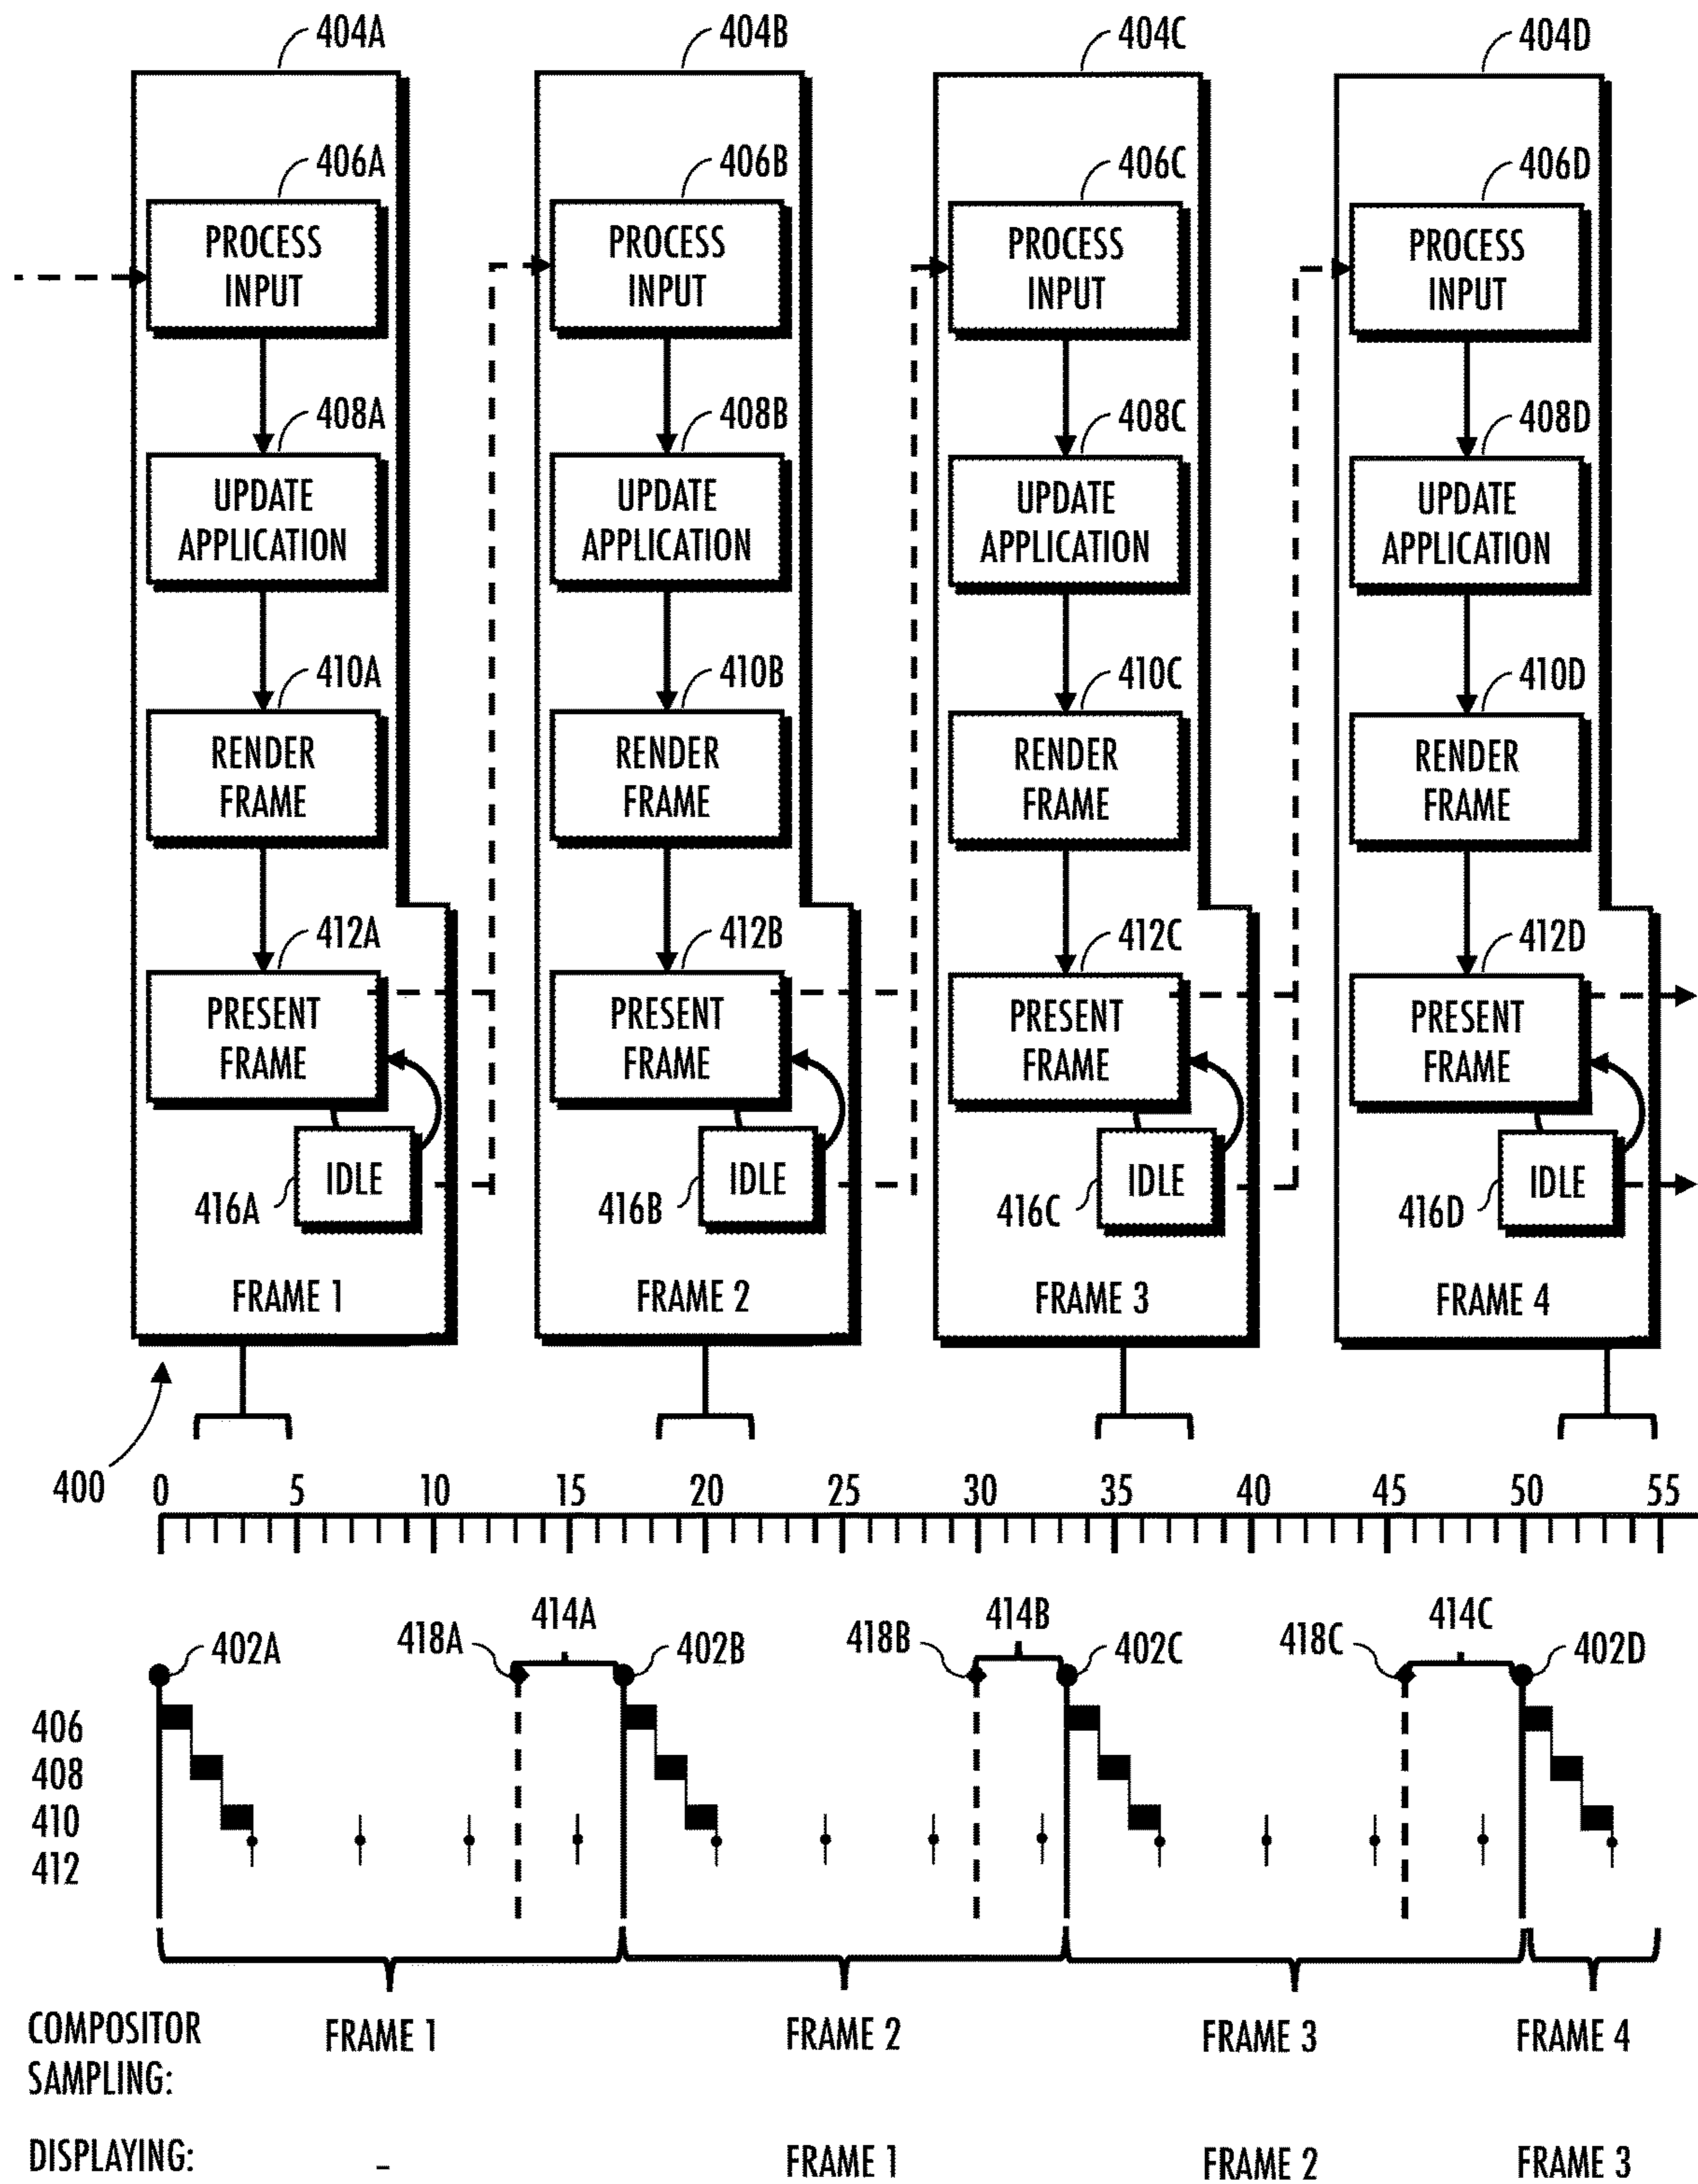 404A 404B 404C 404D
406A 406B 406C 406D
PROCESS INPUT PROCESS INPUT PROCESS INPUT PROCESS INPUT
408A 408B 408C 408D
UPDATE APPLICATION UPDATE APPLICATION UPDATE APPLICATION UPDATE APPLICATION
410A 410B 410C 410D
RENDER FRAME RENDER FRAME RENDER FRAME RENDER FRAME
412A 412B 412C 412D
PRESENT FRAME PRESENT FRAME PRESENT FRAME PRESENT FRAME
IDLE IDLE IDLE IDLE
416A 416B 416C 416D
FRAME 1 FRAME 2 FRAME 3 FRAME 4
400
0 5 10 15 20 25 30 35 40 45 50 55
414A 414B 414C
402A 418A 402B 418B 402C 418C 402D
406
408
410
412
COMPOSITOR SAMPLING: FRAME 1 FRAME 2 FRAME 3 FRAME 4
DISPLAYING: – FRAME 1 FRAME 2 FRAME 3